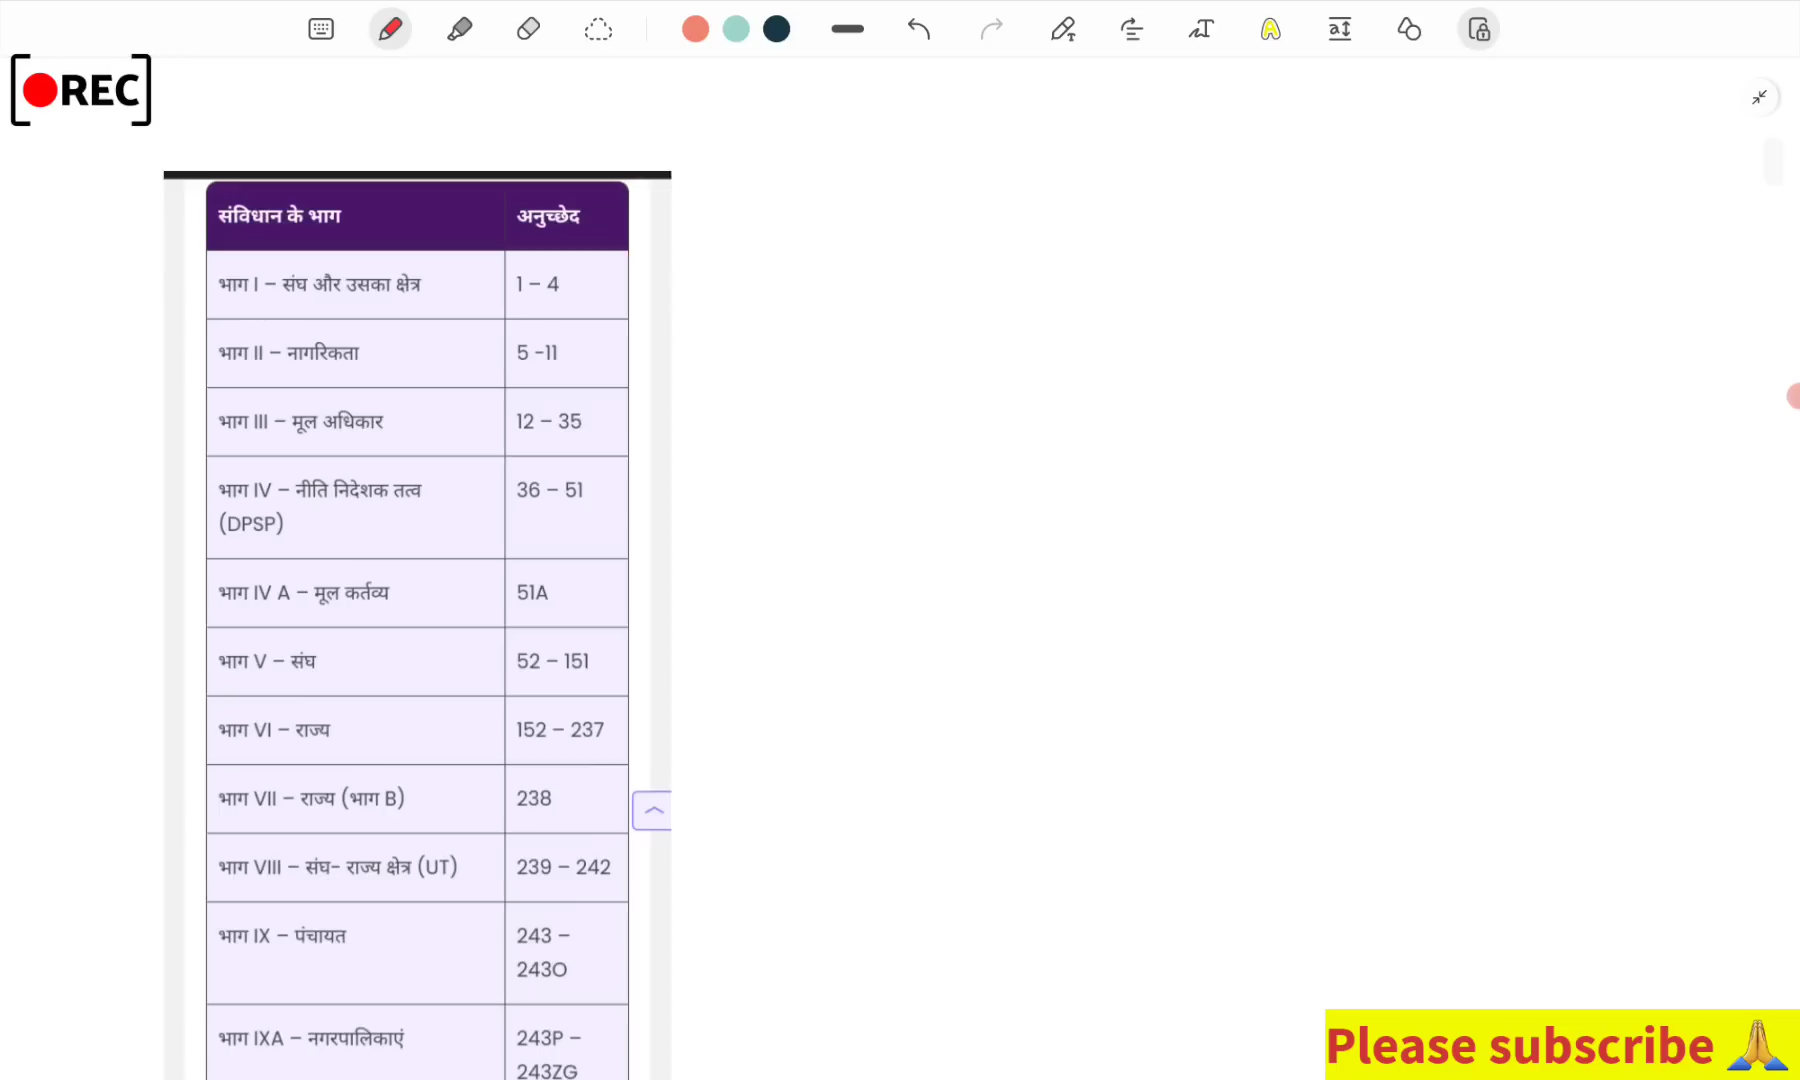 REC
संविधान के भाग अनुच्छेद
भाग I – संघ और उसका क्षेत्र 1 – 4
भाग II – नागरिकता 5 -11
भाग III – मूल अधिकार 12 – 35
भाग IV – नीति निदेशक तत्व 36 – 51
(DPSP)
भाग IV A – मूल कर्तव्य 51A
भाग V – संघ 52 – 151
भाग VI – राज्य 152 – 237
भाग VII – राज्य (भाग B) 238
भाग VIII – संघ- राज्य क्षेत्र (UT) 239 – 242
भाग IX – पंचायत 243 –
243O
भाग IXA – नगरपालिकाएं 243P –
243ZG
Please subscribe